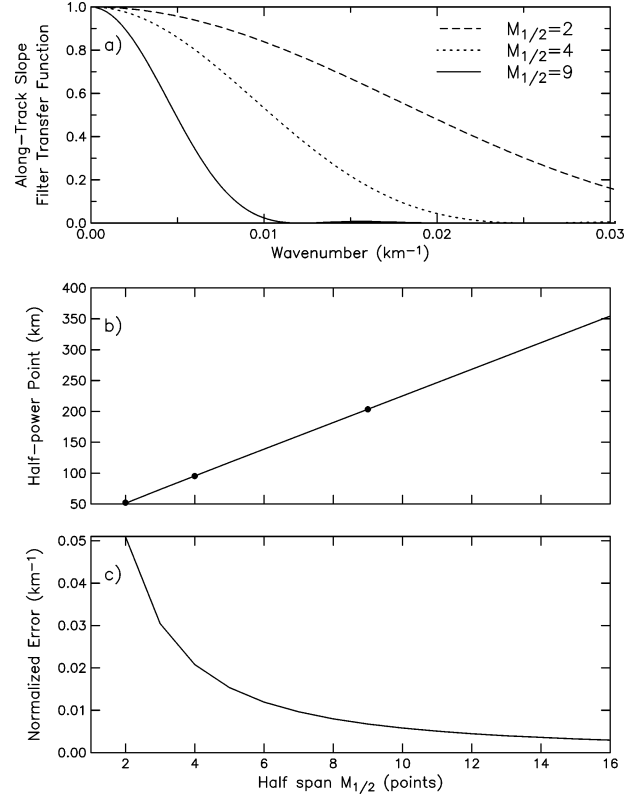 1.0
0.8
0.6
0.4
0.2
0.0
Along–Track Slope
Filter Transfer Function
a)
M1/2=2
M1/2=4
M1/2=9
0.00
0.01
0.02
0.03
Wavenumber (km−1)
400
350
300
250
200
150
100
50
Half–power Point (km)
b)
0.05
0.04
0.03
0.02
0.01
0.00
Normalized Error (km−1)
c)
2
4
6
8
10
12
14
16
Half span M1/2 (points)